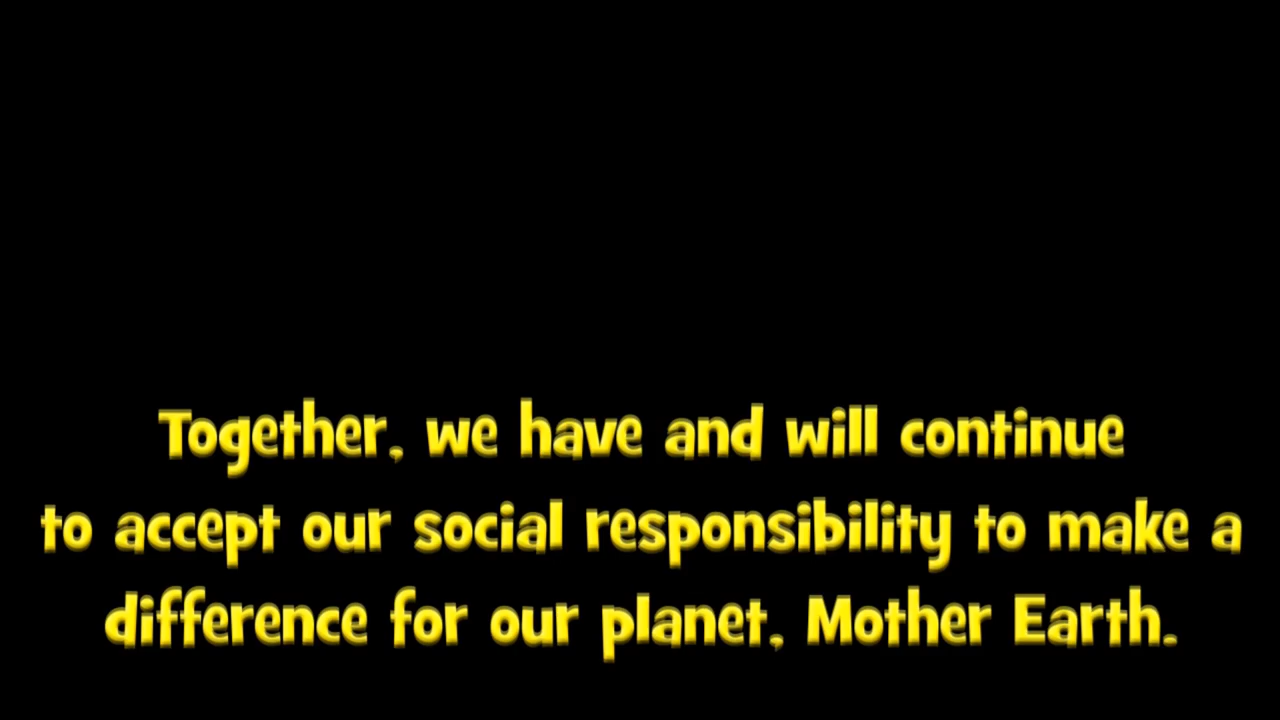 Together, we have and will continue
to accept our social responsibility to make a
difference for our planet, Mother Earth.